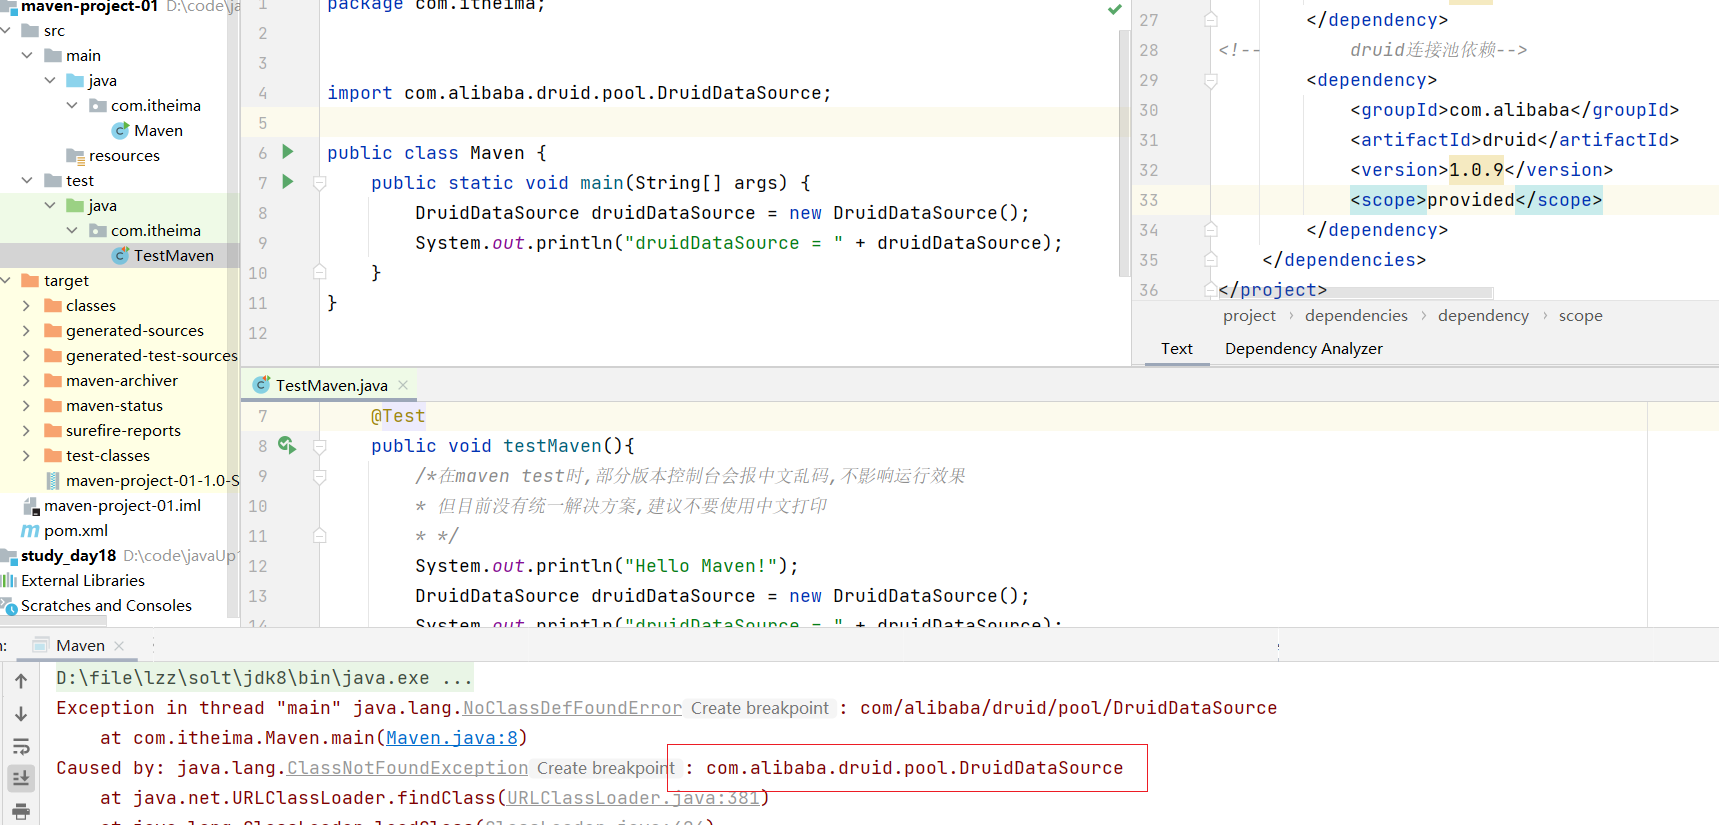 maven-project-01 D:\code\ja
src
main
java
com.itheima
Maven
resources
test
java
com.itheima
TestMaven
target
classes
generated-sources
generated-test-sources
maven-archiver
maven-status
surefire-reports
test-classes
maven-project-01-1.0-S
maven-project-01.iml
pom.xml
study_day18 D:\code\javaUp
External Libraries
Scratches and Consoles
1 package com.itheima;
2
3
4 import com.alibaba.druid.pool.DruidDataSource;
5
6 public class Maven {
7 public static void main(String[] args) {
8 DruidDataSource druidDataSource = new DruidDataSource();
9 System.out.println("druidDataSource = " + druidDataSource);
10 }
11 }
12
27 </dependency>
28 <!-- druid连接池依赖-->
29 <dependency>
30 <groupId>com.alibaba</groupId>
31 <artifactId>druid</artifactId>
32 <version>1.0.9</version>
33 <scope>provided</scope>
34 </dependency>
35 </dependencies>
36 </project>
project › dependencies › dependency › scope
Text Dependency Analyzer
TestMaven.java
7 @Test
8 public void testMaven(){
9 /*在maven test时,部分版本控制台会报中文乱码,不影响运行效果
10 * 但目前没有统一解决方案,建议不要使用中文打印
11 * */
12 System.out.println("Hello Maven!");
13 DruidDataSource druidDataSource = new DruidDataSource();
14 System.out.println("druidDataSource = " + druidDataSource);
Maven
D:\file\lzz\solt\jdk8\bin\java.exe ...
Exception in thread "main" java.lang.NoClassDefFoundError Create breakpoint : com/alibaba/druid/pool/DruidDataSource
at com.itheima.Maven.main(Maven.java:8)
Caused by: java.lang.ClassNotFoundException Create breakpoint : com.alibaba.druid.pool.DruidDataSource
at java.net.URLClassLoader.findClass(URLClassLoader.java:381)
at java.lang.ClassLoader.loadClass(ClassLoader.java:424)